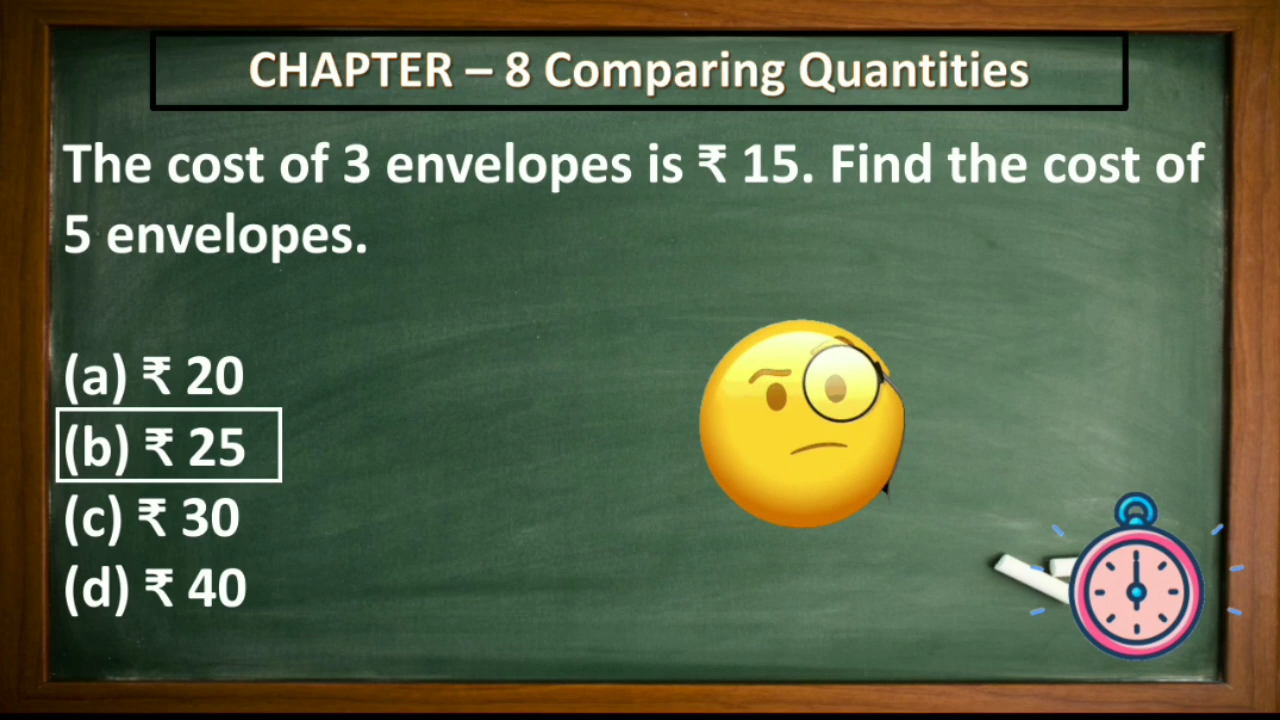 CHAPTER – 8 Comparing Quantities
The cost of 3 envelopes is ₹ 15. Find the cost of
5 envelopes.
(a) ₹ 20
(b) ₹ 25
(c) ₹ 30
(d) ₹ 40